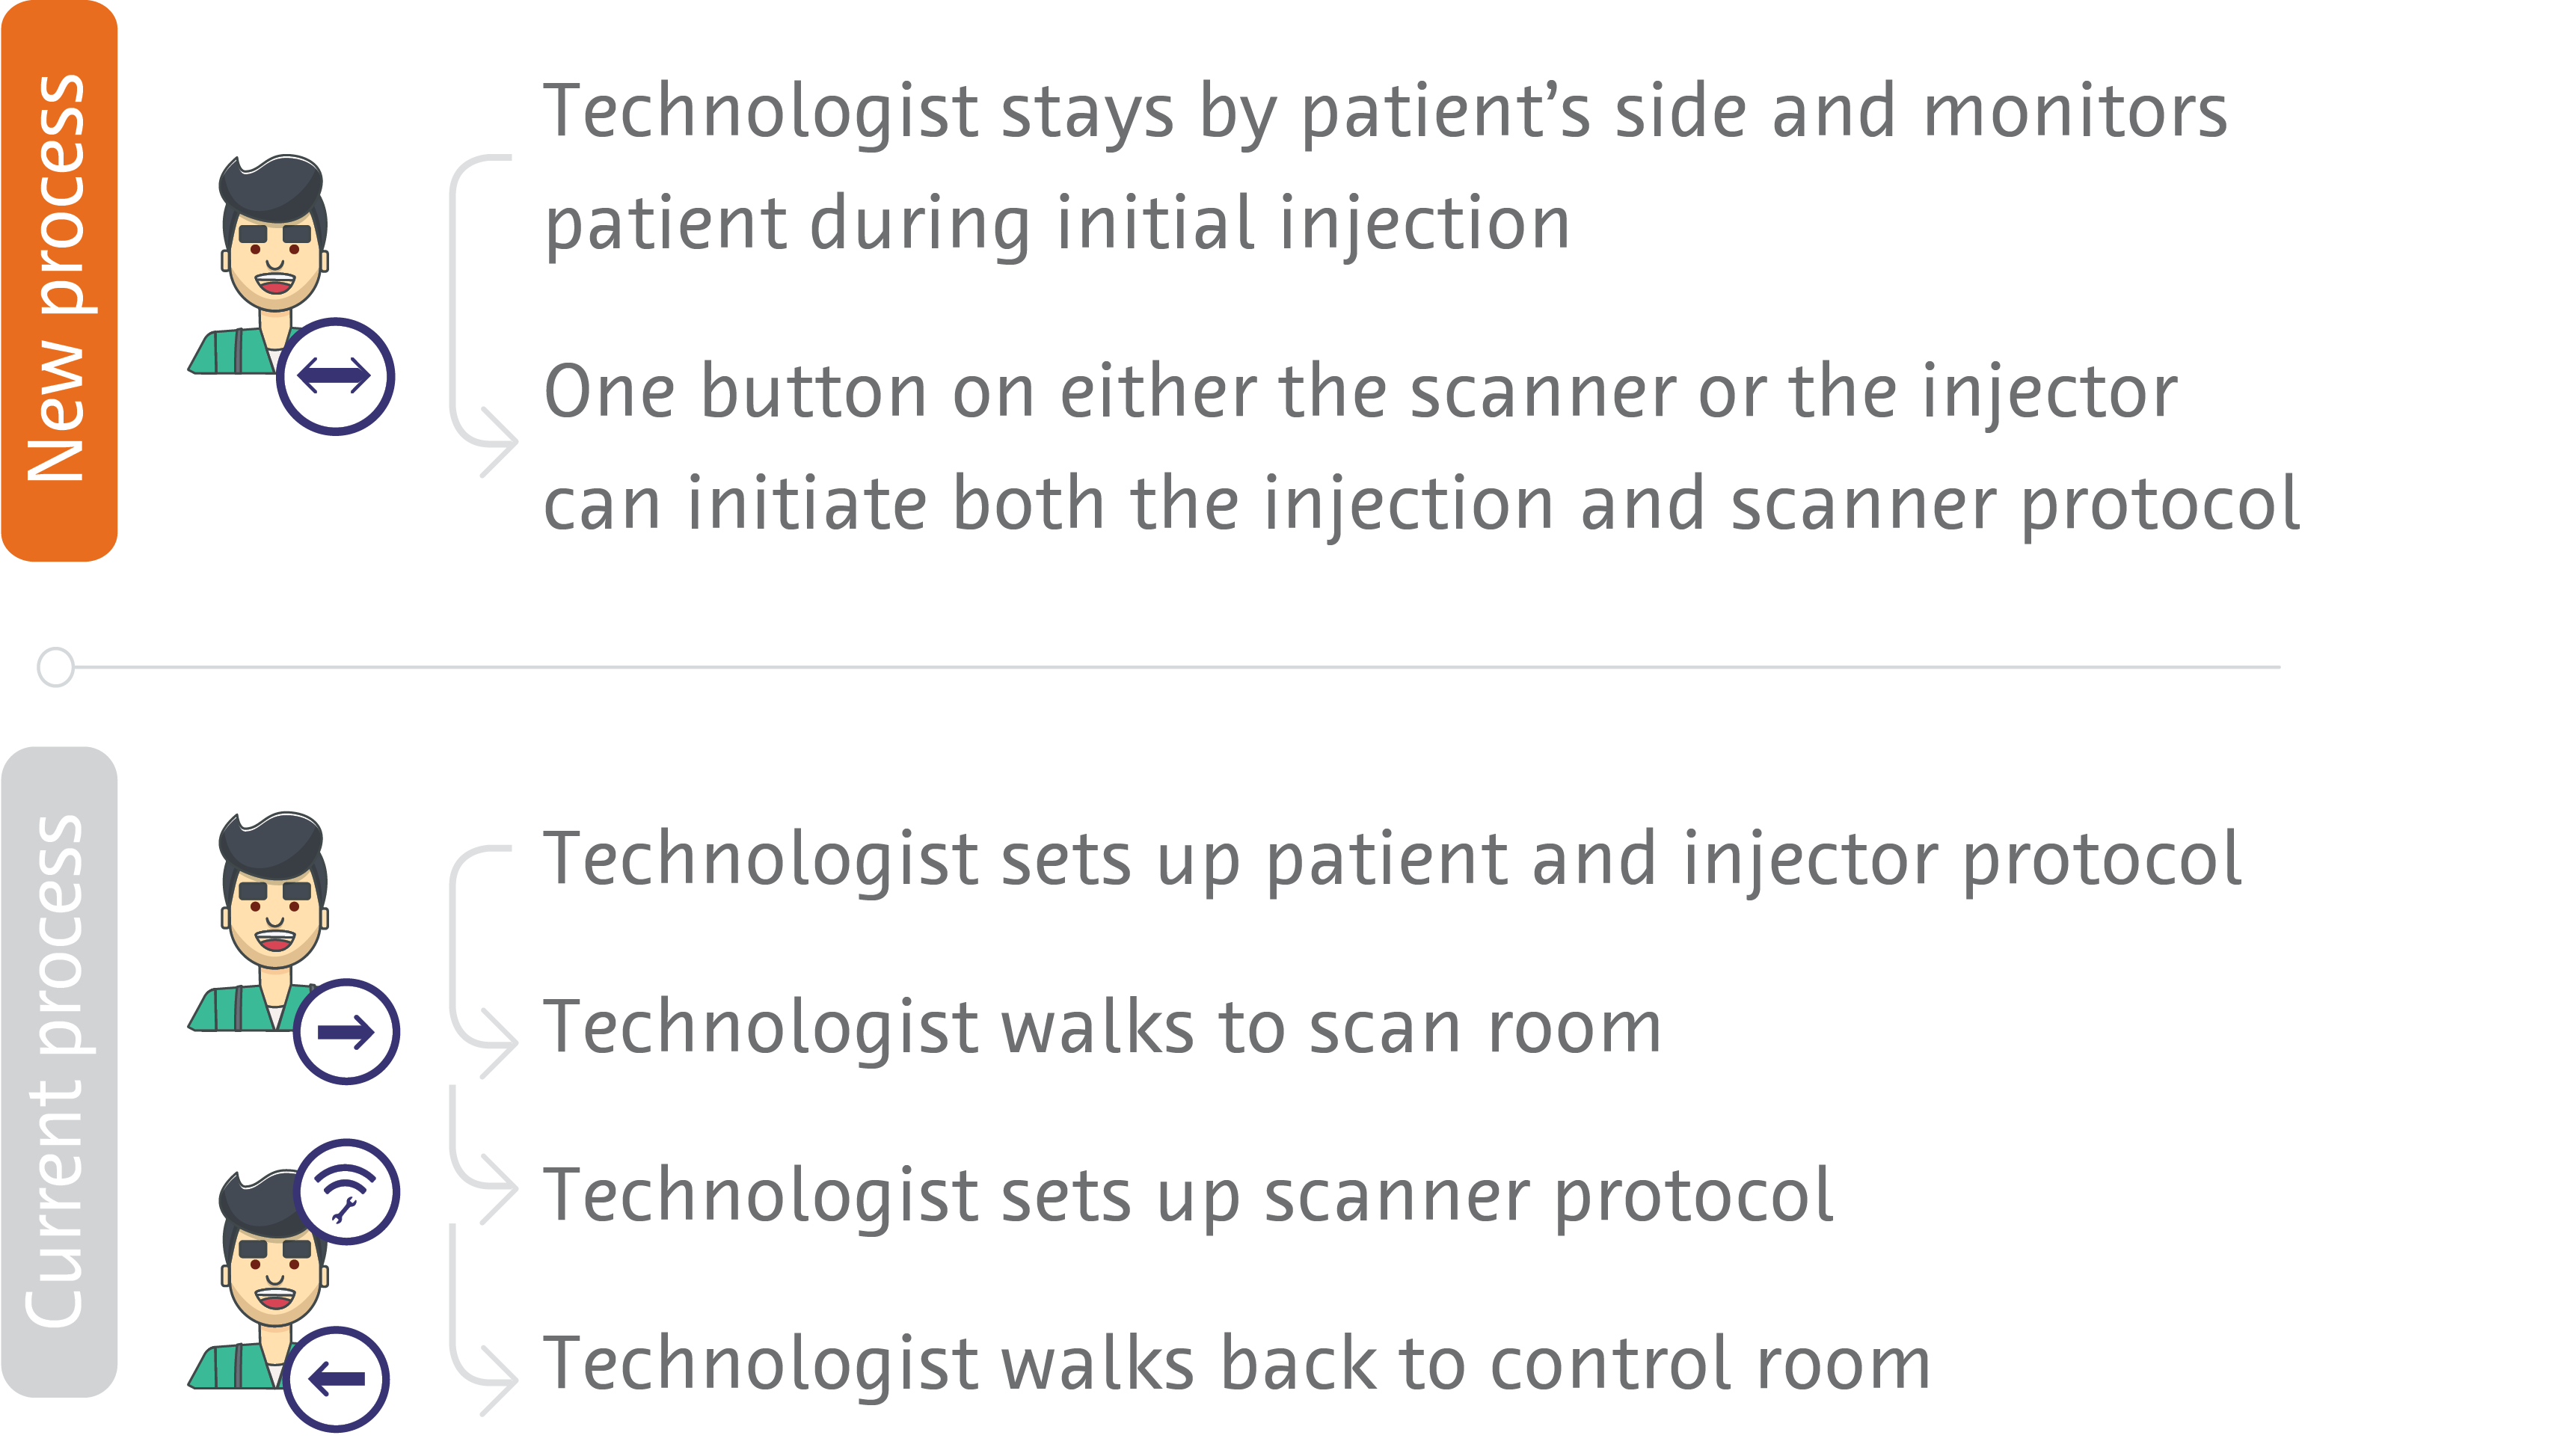 New process
Technologist stays by patient’s side and monitors
patient during initial injection
One button on either the scanner or the injector
can initiate both the injection and scanner protocol
Current process
Technologist sets up patient and injector protocol
Technologist walks to scan room
Technologist sets up scanner protocol
Technologist walks back to control room